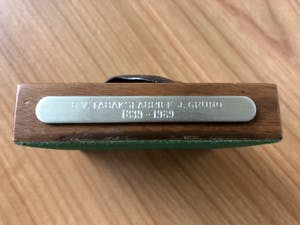 B.V. TABAKSFABRIEK J. GRUNO
1839 - 1989